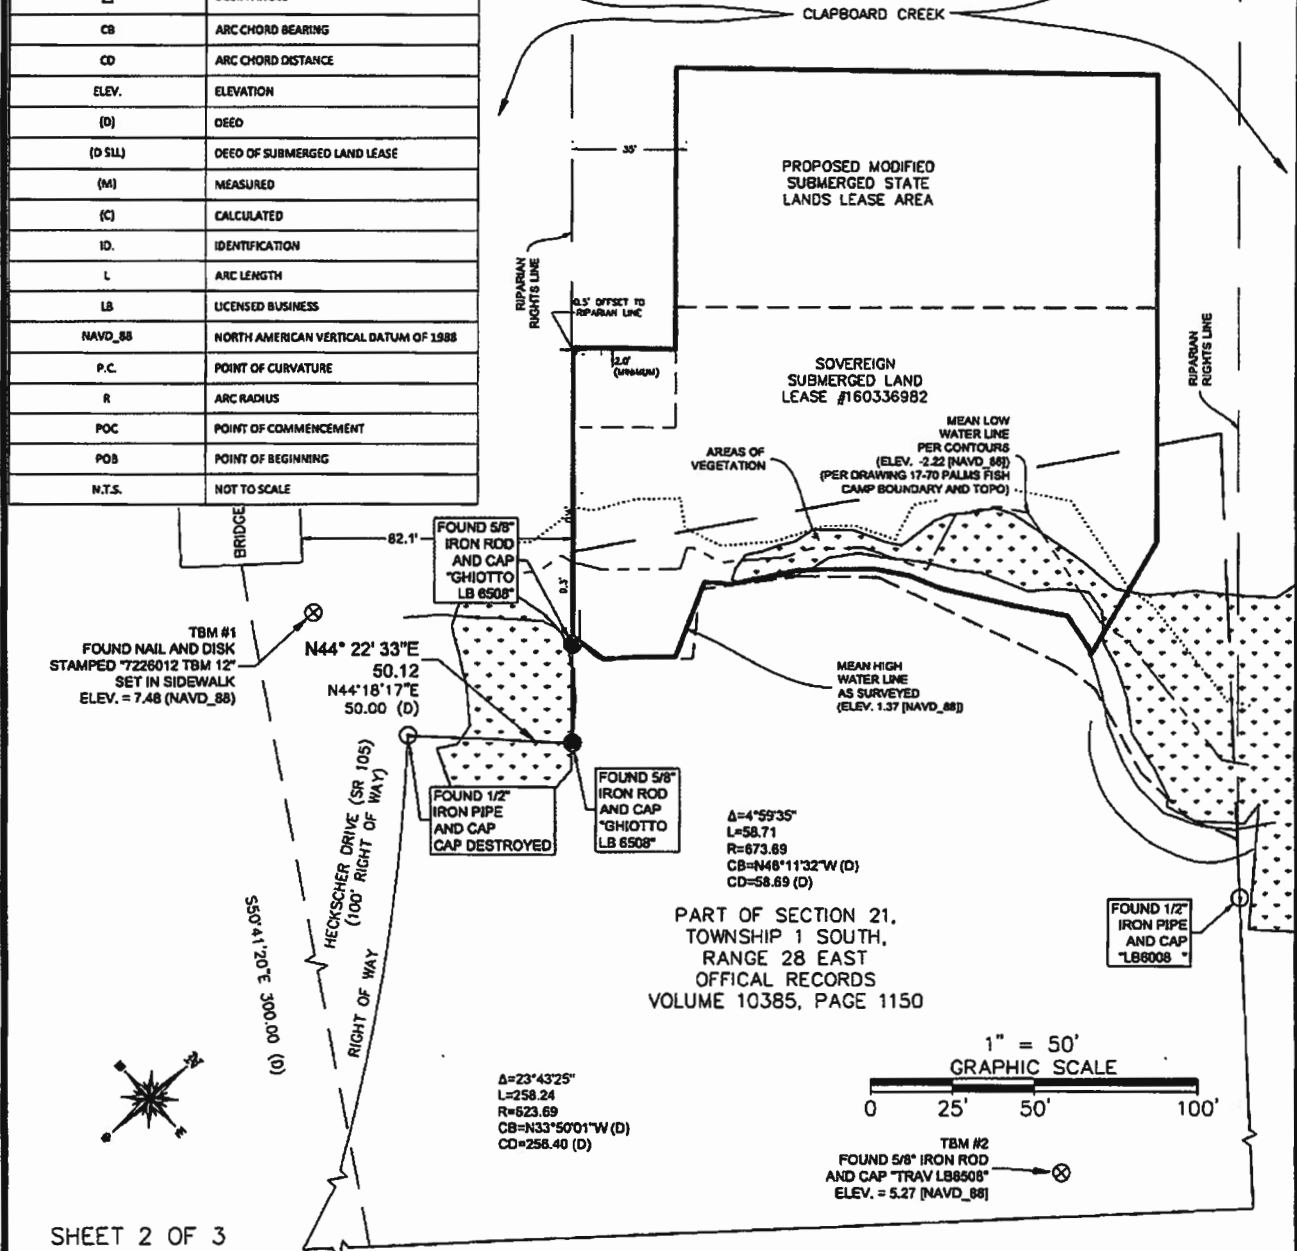 CB ARC CHORD BEARING
CD ARC CHORD DISTANCE
ELEV. ELEVATION
(D) DEED
(D SLL) DEED OF SUBMERGED LAND LEASE
(M) MEASURED
(C) CALCULATED
ID. IDENTIFICATION
L ARC LENGTH
LB LICENSED BUSINESS
NAVD_88 NORTH AMERICAN VERTICAL DATUM OF 1988
P.C. POINT OF CURVATURE
R ARC RADIUS
POC POINT OF COMMENCEMENT
POB POINT OF BEGINNING
N.T.S. NOT TO SCALE
CLAPBOARD CREEK
35'
PROPOSED MODIFIED
SUBMERGED STATE
LANDS LEASE AREA
RIPARIAN
RIGHTS LINE
0.5' OFFSET TO
RIPARIAN LINE
2.0'
(MINIMUM)
SOVEREIGN
SUBMERGED LAND
LEASE #160336982
RIPARIAN
RIGHTS LINE
AREAS OF
VEGETATION
MEAN LOW
WATER LINE
PER CONTOURS
(ELEV. -2.22 [NAVD_88])
(PER DRAWING 17-70 PALMS FISH
CAMP BOUNDARY AND TOPO)
BRIDGE
82.1'
FOUND 5/8"
IRON ROD
AND CAP
"GHIOTTO
LB 6508"
0.3'
TBM #1
FOUND NAIL AND DISK
STAMPED "7226012 TBM 12"
SET IN SIDEWALK
ELEV. = 7.48 (NAVD_88)
N44° 22' 33"E
50.12
N44°18'17"E
50.00 (D)
MEAN HIGH
WATER LINE
AS SURVEYED
(ELEV. 1.37 [NAVD_88])
FOUND 1/2"
IRON PIPE
AND CAP
CAP DESTROYED
FOUND 5/8"
IRON ROD
AND CAP
"GHIOTTO
LB 6508"
HECKSCHER DRIVE (SR 105)
(100' RIGHT OF WAY)
RIGHT OF WAY
S50°41'20"E 300.00 (D)
Δ=4°59'35"
L=58.71
R=673.69
CB=N48°11'32"W (D)
CD=58.69 (D)
PART OF SECTION 21,
TOWNSHIP 1 SOUTH,
RANGE 28 EAST
OFFICAL RECORDS
VOLUME 10385, PAGE 1150
FOUND 1/2"
IRON PIPE
AND CAP
"LB6008 "
1" = 50'
GRAPHIC SCALE
0 25' 50' 100'
Δ=23°43'25"
L=258.24
R=623.69
CB=N33°50'01"W (D)
CD=256.40 (D)
TBM #2
FOUND 5/8" IRON ROD
AND CAP "TRAV LB6508"
ELEV. = 5.27 [NAVD_88]
SHEET 2 OF 3